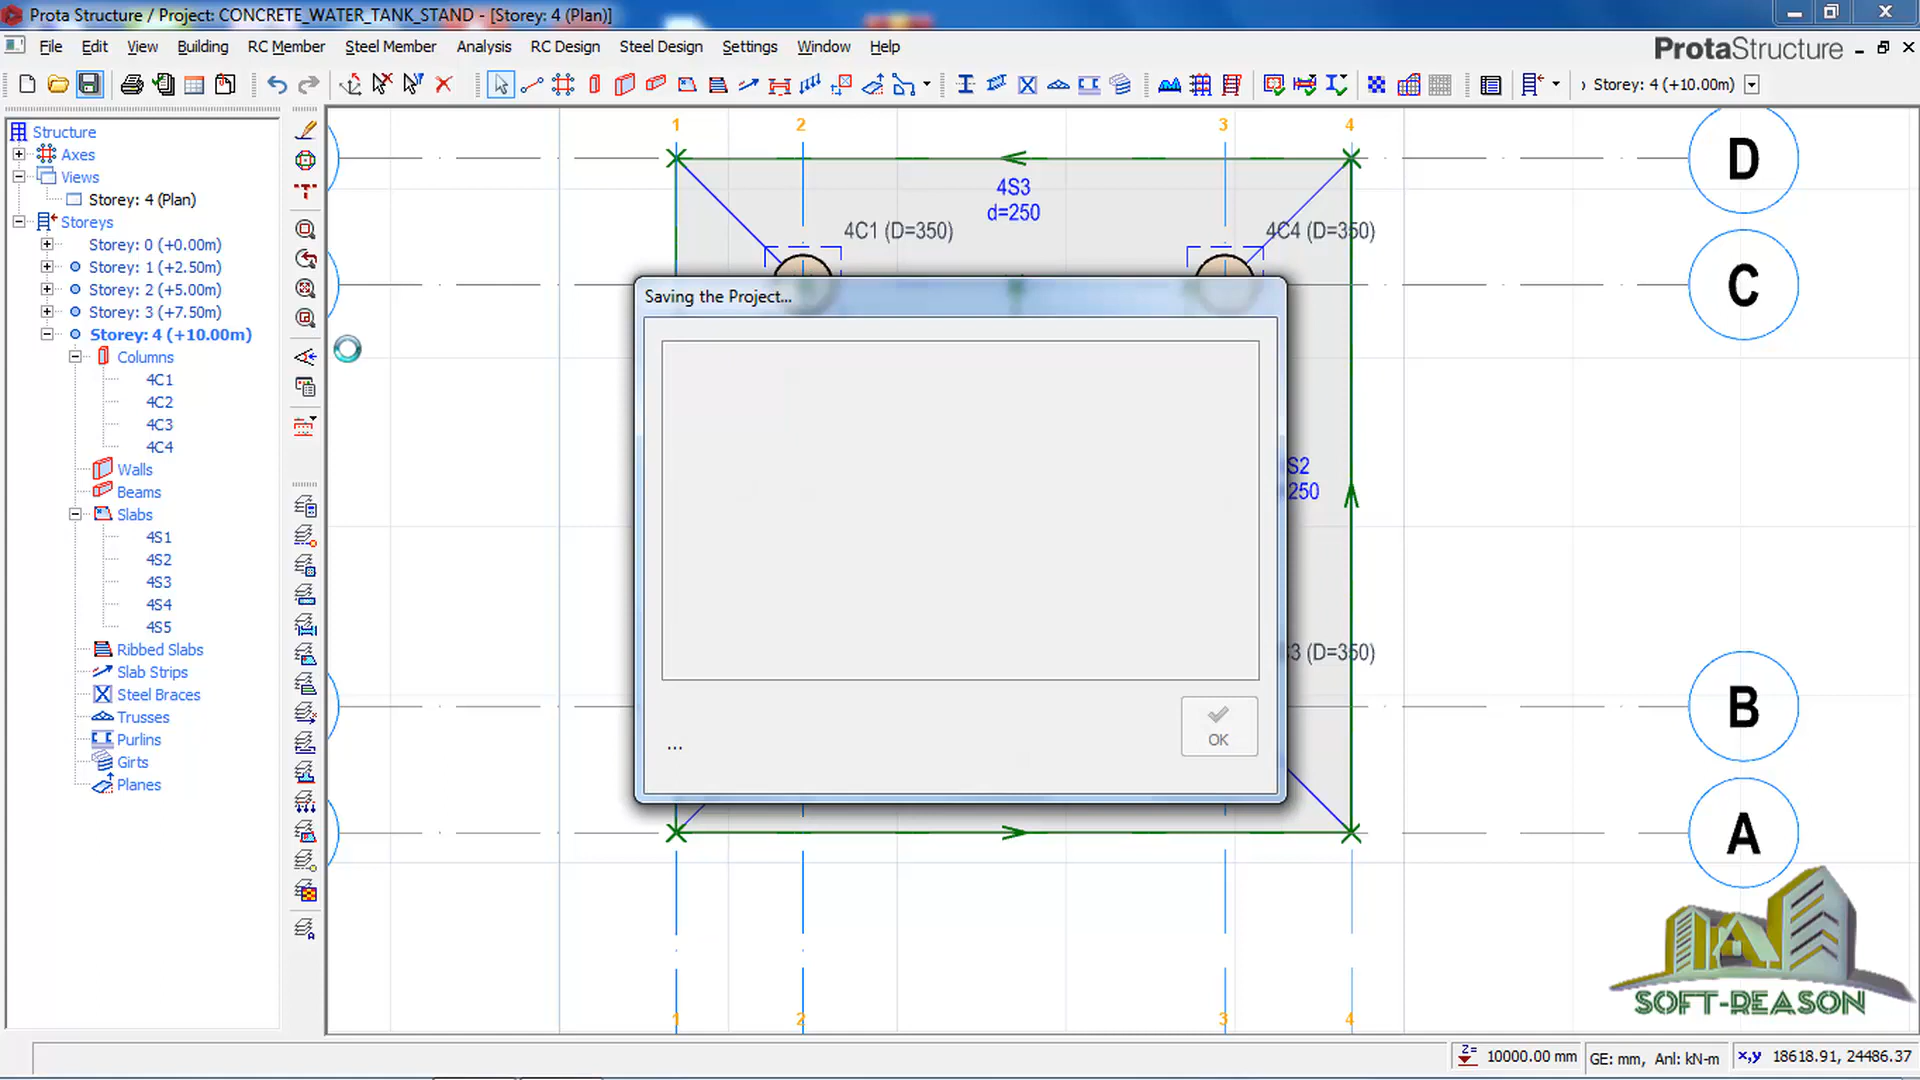 Prota Structure / Project: CONCRETE_WATER_TANK_STAND - [Storey: 4 (Plan)]
File Edit View Building RC Member Steel Member Analysis RC Design Steel Design Settings Window Help
ProtaStructure
Storey: 4 (+10.00m)
Structure
Axes
Views
Storey: 4 (Plan)
Storeys
Storey: 0 (+0.00m)
Storey: 1 (+2.50m)
Storey: 2 (+5.00m)
Storey: 3 (+7.50m)
Storey: 4 (+10.00m)
Columns
4C1
4C2
4C3
4C4
Walls
Beams
Slabs
4S1
4S2
4S3
4S4
4S5
Ribbed Slabs
Slab Strips
Steel Braces
Trusses
Purlins
Girts
Planes
1 2 3 4
D
4S3
d=250
4C1 (D=350)
4C4 (D=350)
C
Saving the Project...
S2
250
3 (D=350)
B
...
OK
A
SOFT-REASON
1 2 3 4
Z= 10000.00 mm GE: mm, Anl: kN-m x,y 18618.91, 24486.37